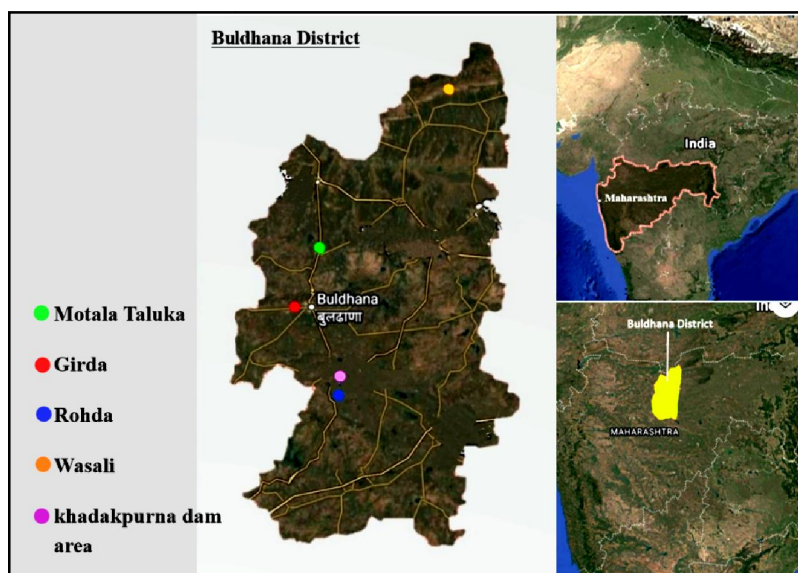 Buldhana District
Buldhana
बुलढाणा
Motala Taluka
Girda
Rohda
Wasali
khadakpurna dam
area
India
Maharashtra
Buldhana District
MAHARASHTRA